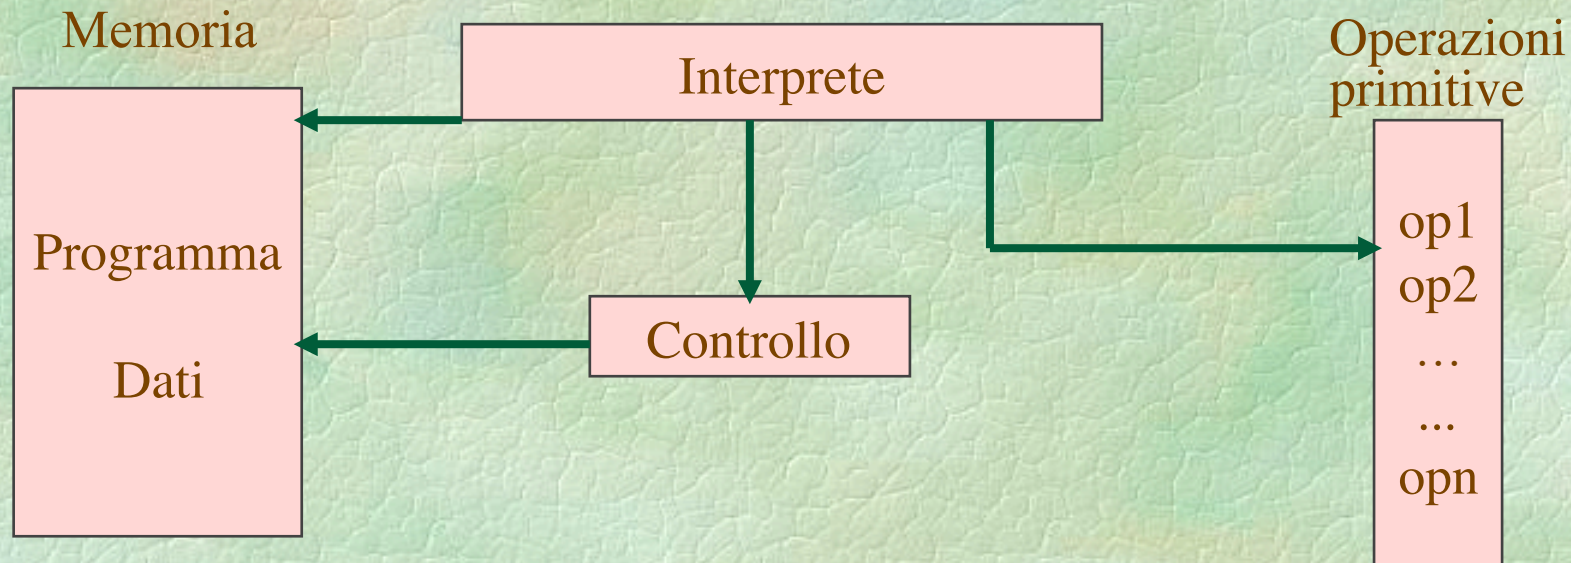 Memoria
Programma
Dati
Interprete
Controllo
Operazioni
primitive
op1
op2
…
...
opn